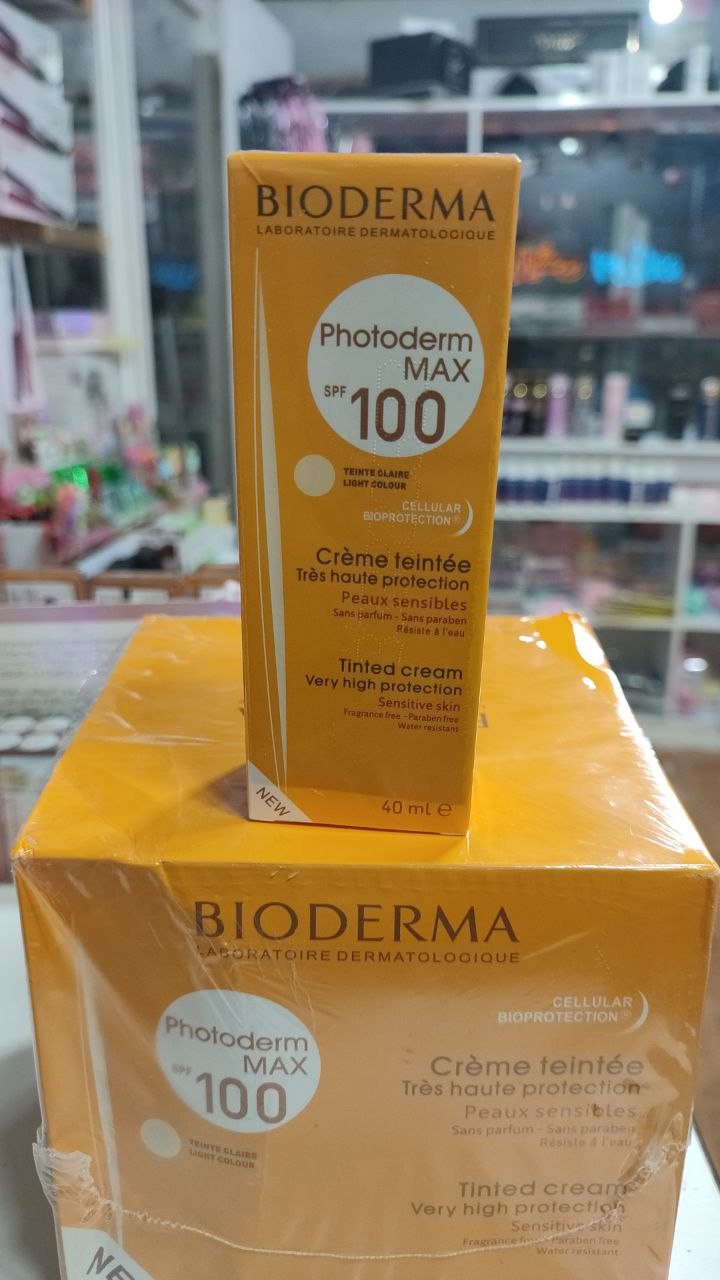 BIODERMA
LABORATOIRE DERMATOLOGIQUE
Photoderm
MAX
SPF 100
TEINTE CLAIRE
LIGHT COLOUR
CELLULAR
BIOPROTECTION®
Crème teintée
Très haute protection
Peaux sensibles
Sans parfum - Sans paraben
Résiste à l'eau
Tinted cream
Very high protection
Sensitive skin
Fragrance free - Paraben free
Water resistant
NEW
40 ml e
BIODERMA
LABORATOIRE DERMATOLOGIQUE
Photoderm
MAX
SPF 100
TEINTE CLAIRE
LIGHT COLOUR
CELLULAR
BIOPROTECTION®
Crème teintée
Très haute protection
Peaux sensibles
Sans parfum - Sans paraben
Résiste à l'eau
Tinted cream
Very high protection
Sensitive skin
Fragrance free - Paraben free
Water resistant